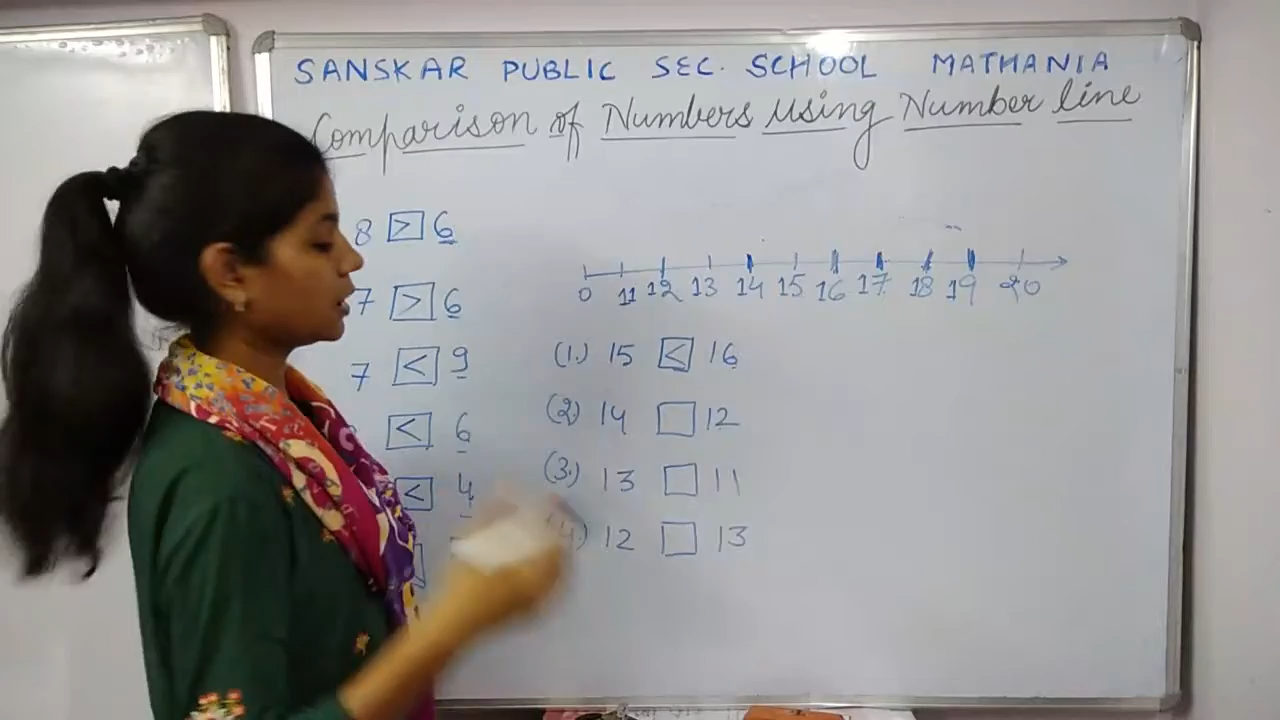 SANSKAR PUBLIC SEC. SCHOOL MATHANIA
Comparison of Numbers using Number line
8 > 6
7 > 6
7 < 9
< 6
< 4
0 11 12 13 14 15 16 17 18 19 20
(1.) 15 < 16
(2) 14 □ 12
(3.) 13 □ 11
(4.) 12 □ 13